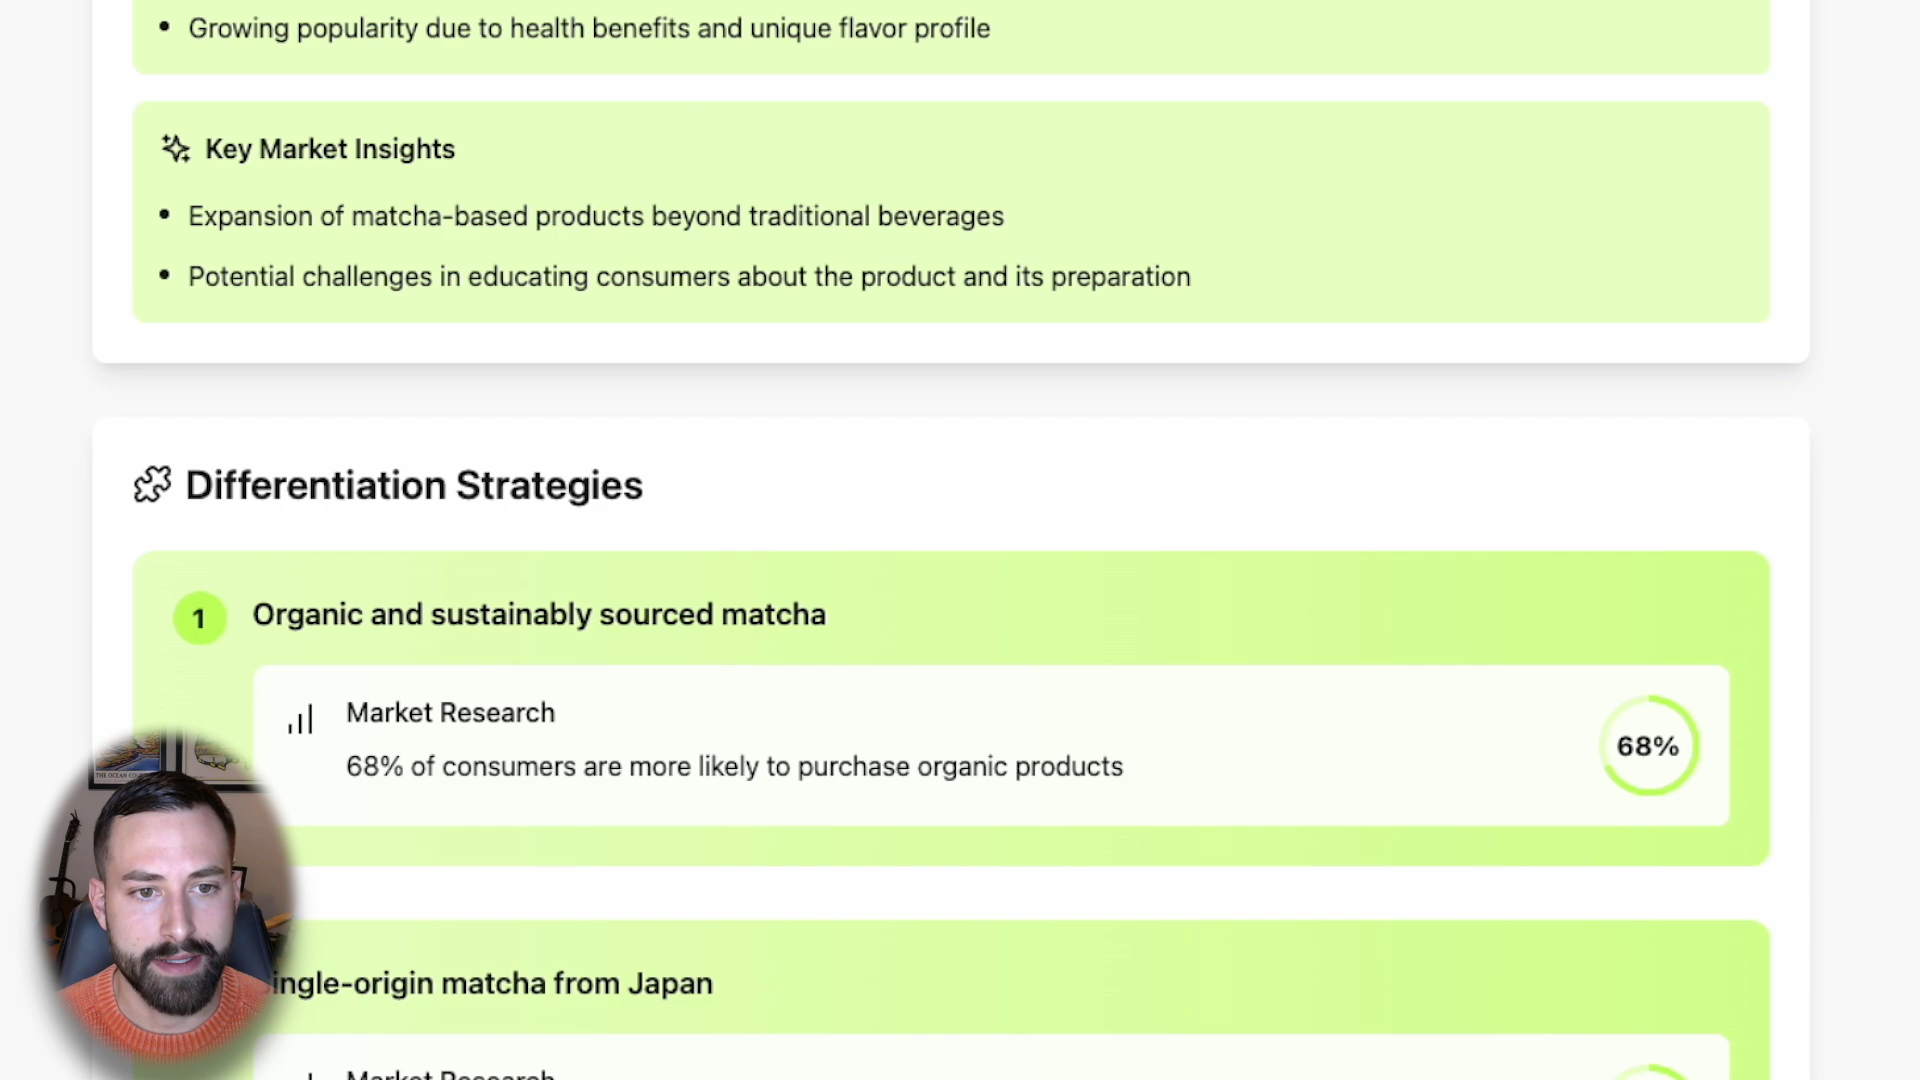 Growing popularity due to health benefits and unique flavor profile
Key Market Insights
Expansion of matcha-based products beyond traditional beverages
Potential challenges in educating consumers about the product and its preparation
Differentiation Strategies
1 Organic and sustainably sourced matcha
Market Research
68% of consumers are more likely to purchase organic products
68%
ingle-origin matcha from Japan
Market Research